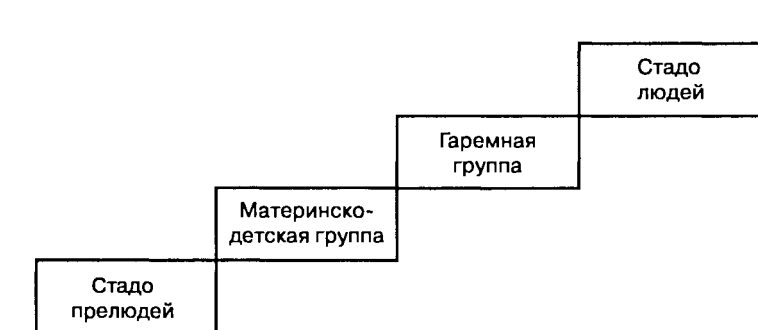 Стадо
людей
Гаремная
группа
Материнско-
детская группа
Стадо
прелюдей